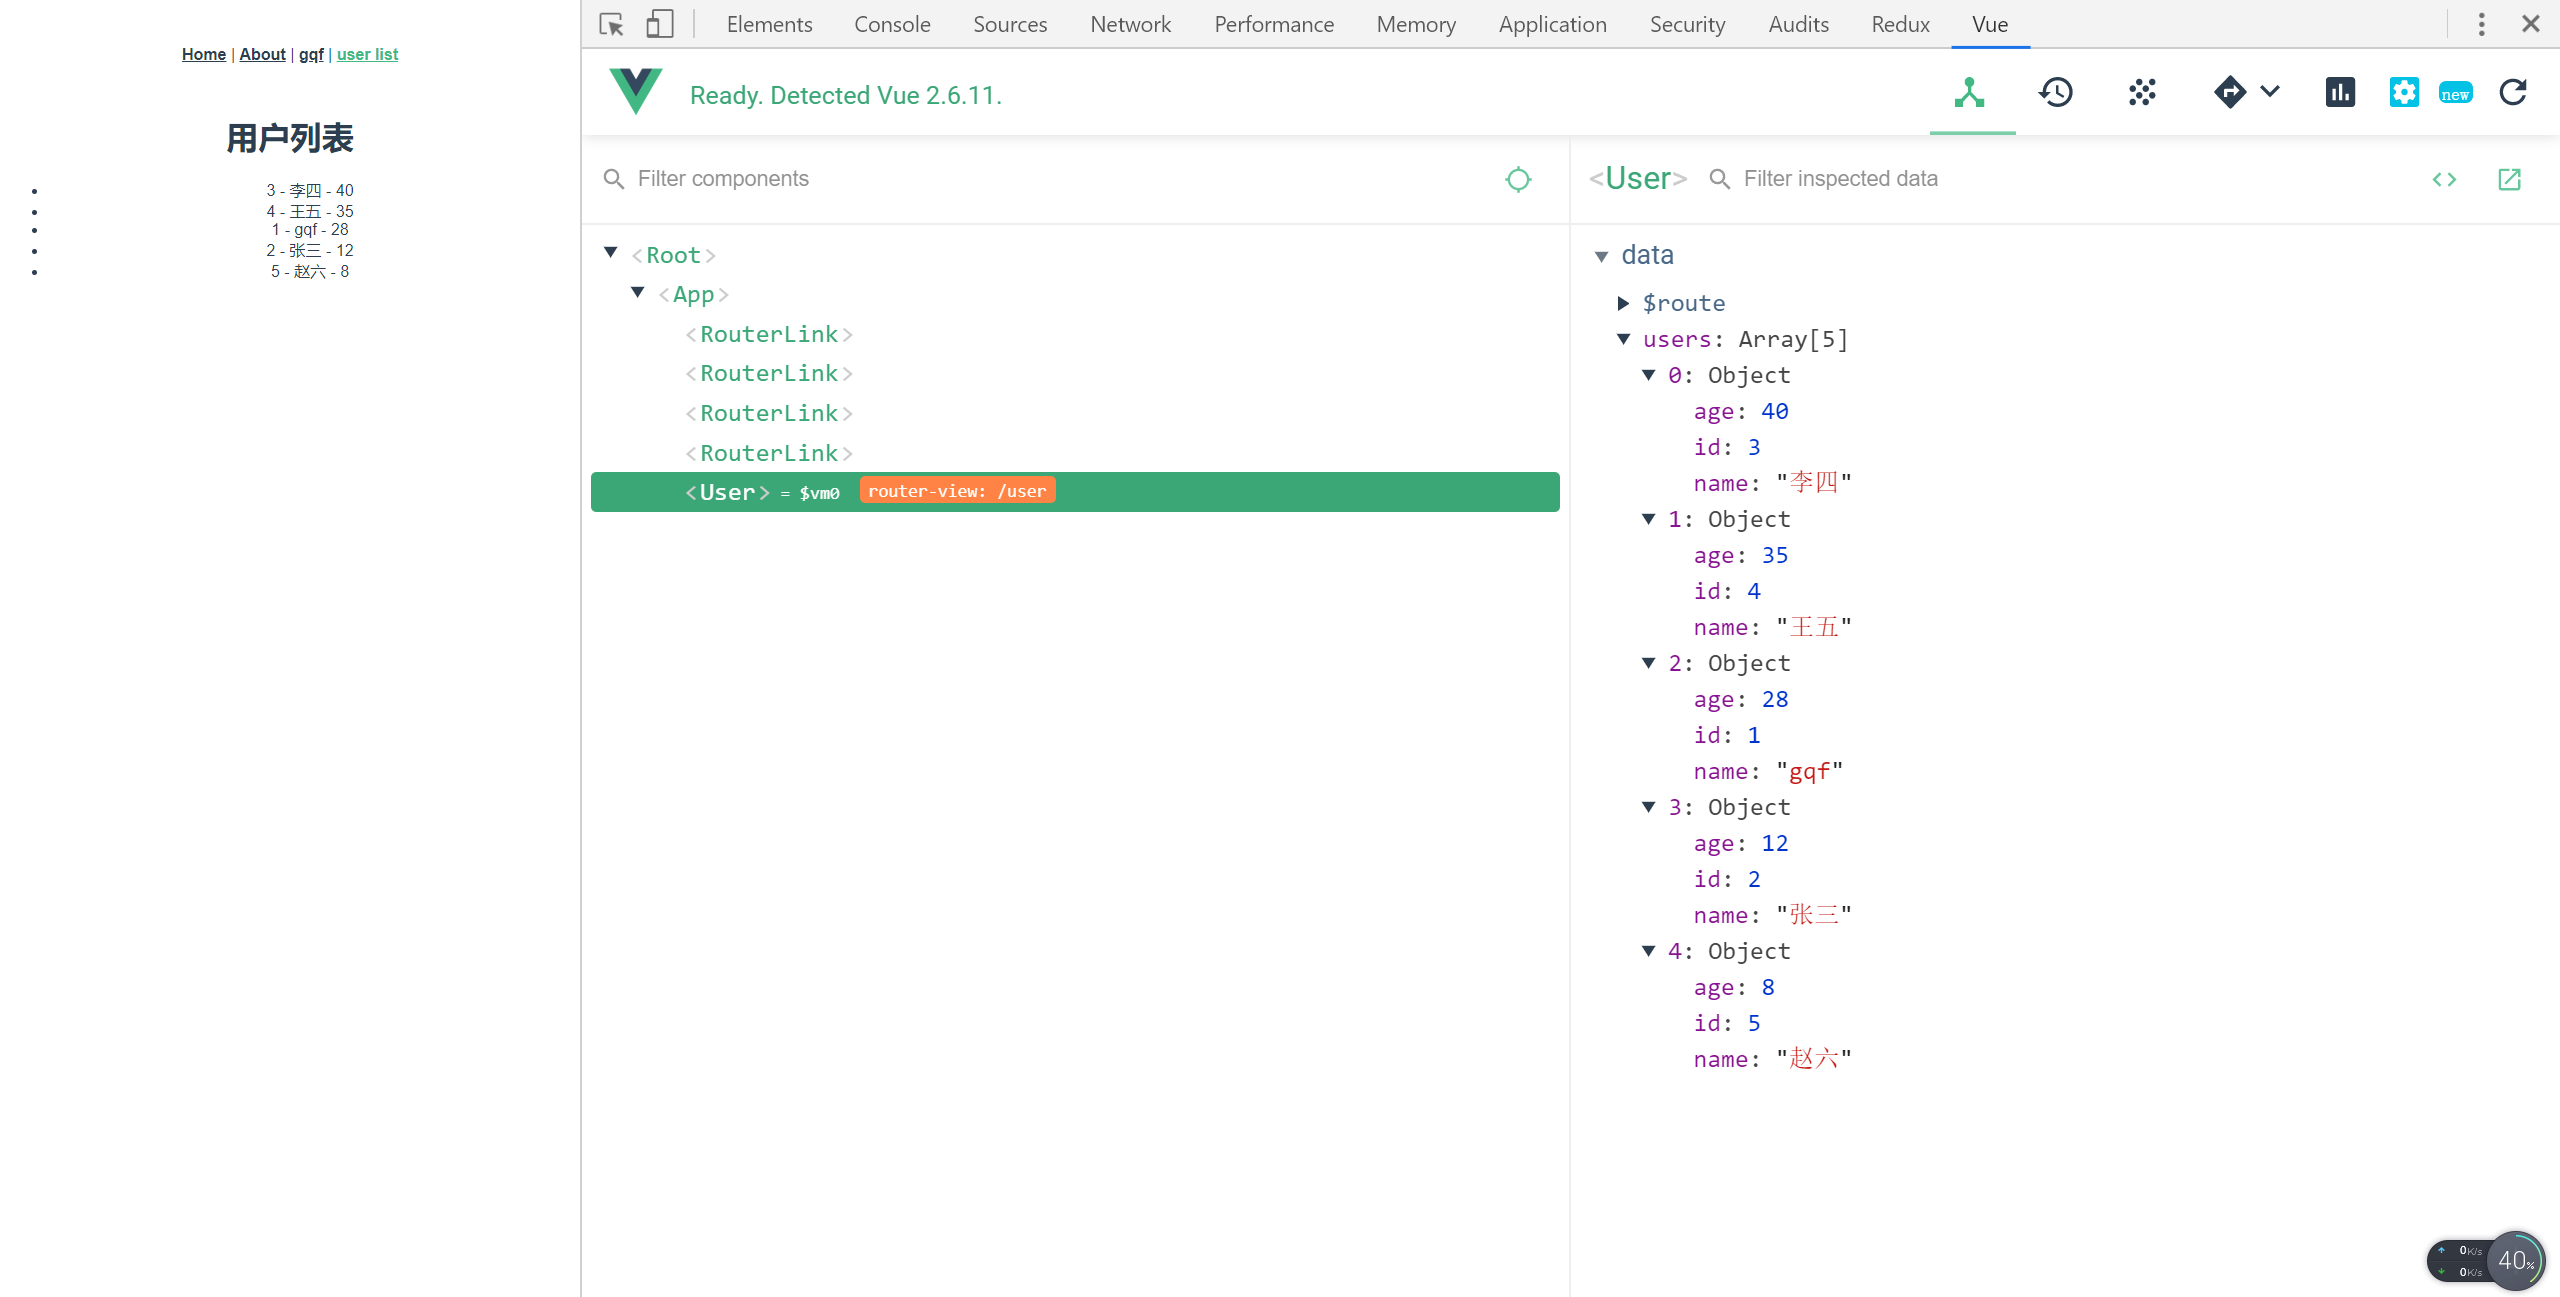 Home | About | gqf | user list
用户列表
3 - 李四 - 40
4 - 王五 - 35
1 - gqf - 28
2 - 张三 - 12
5 - 赵六 - 8
Elements Console Sources Network Performance Memory Application Security Audits Redux Vue
Ready. Detected Vue 2.6.11.
new
Filter components
<Root>
<App>
<RouterLink>
<RouterLink>
<RouterLink>
<RouterLink>
<User> = $vm0 router-view: /user
<User> Filter inspected data
data
$route
users: Array[5]
0: Object
age: 40
id: 3
name: "李四"
1: Object
age: 35
id: 4
name: "王五"
2: Object
age: 28
id: 1
name: "gqf"
3: Object
age: 12
id: 2
name: "张三"
4: Object
age: 8
id: 5
name: "赵六"
0K/s
0K/s
40%